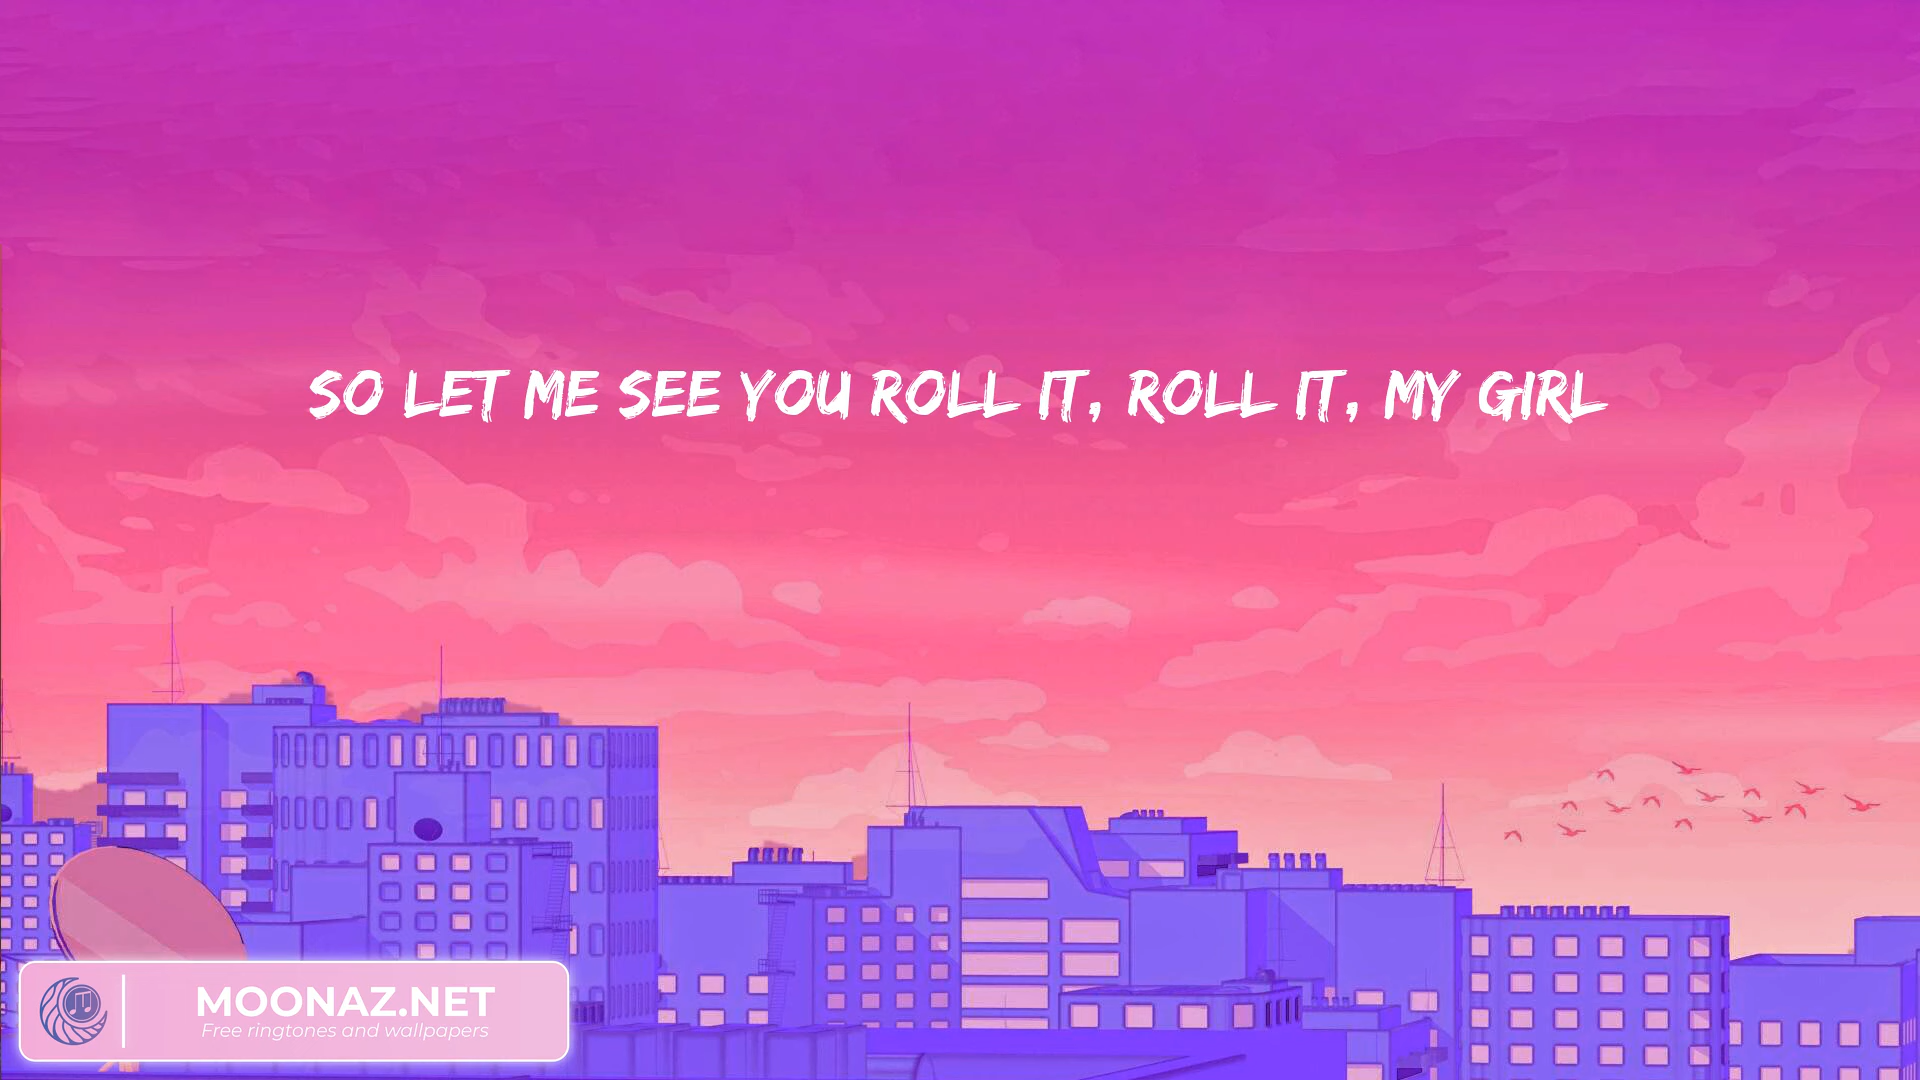 SO LET ME SEE YOU ROLL IT, ROLL IT, MY GIRL
MOONAZ.NET
Free ringtones and wallpapers